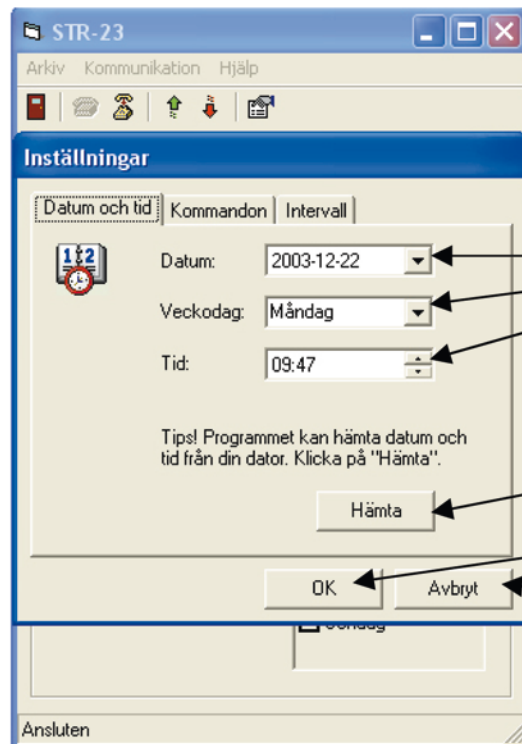 STR-23
Arkiv Kommunikation Hjälp
Inställningar
Datum och tid Kommandon Intervall
Datum: 2003-12-22
Veckodag: Måndag
Tid: 09:47
Tips! Programmet kan hämta datum och
tid från din dator. Klicka på "Hämta".
Hämta
OK Avbryt
Ansluten